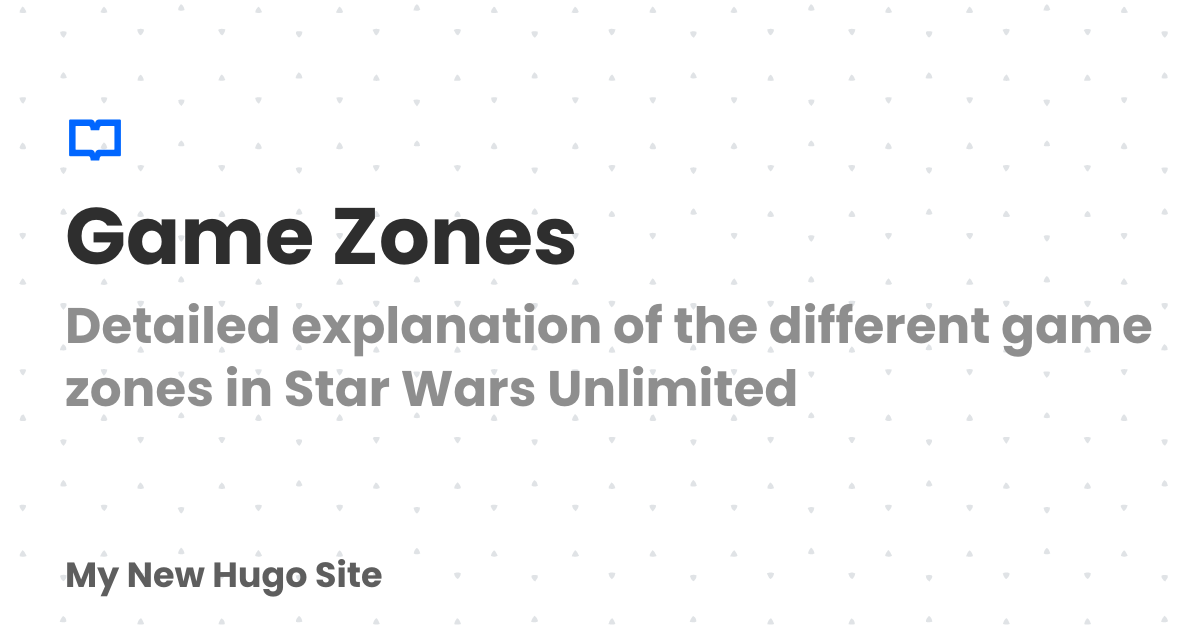 Game Zones
Detailed explanation of the different game
zones in Star Wars Unlimited
My New Hugo Site